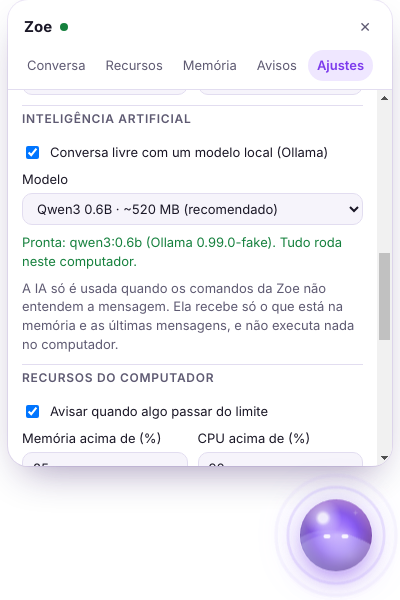 Zoe
Conversa Recursos Memória Avisos Ajustes
INTELIGÊNCIA ARTIFICIAL
Conversa livre com um modelo local (Ollama)
Modelo
Qwen3 0.6B · ~520 MB (recomendado)
Pronta: qwen3:0.6b (Ollama 0.99.0-fake). Tudo roda
neste computador.
A IA só é usada quando os comandos da Zoe não
entendem a mensagem. Ela recebe só o que está na
memória e as últimas mensagens, e não executa nada
no computador.
RECURSOS DO COMPUTADOR
Avisar quando algo passar do limite
Memória acima de (%) CPU acima de (%)